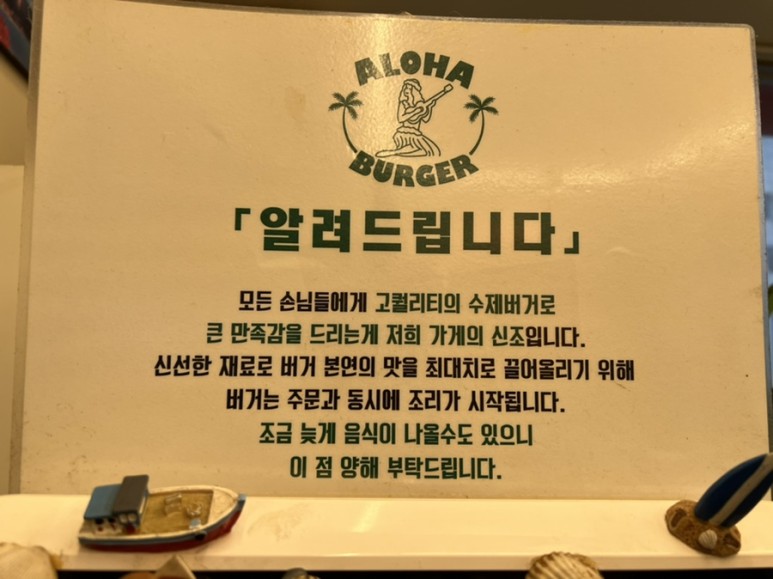 ALOHA
BURGER
「알려드립니다」
모든 손님들에게 고퀄리티의 수제버거로
큰 만족감을 드리는게 저희 가게의 신조입니다.
신선한 재료로 버거 본연의 맛을 최대치로 끌어올리기 위해
버거는 주문과 동시에 조리가 시작됩니다.
조금 늦게 음식이 나올수도 있으니
이 점 양해 부탁드립니다.